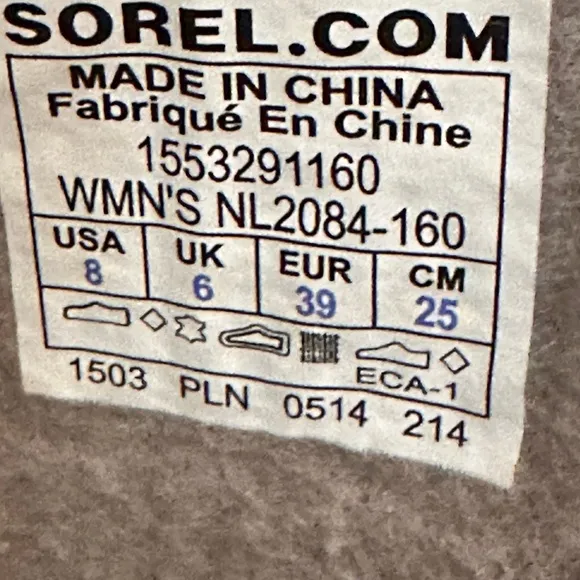 SOREL.COM
MADE IN CHINA
Fabriqué En Chine
1553291160
WMN'S NL2084-160
USA UK EUR CM
8 6 39 25
ECA-1
1503 PLN 0514 214